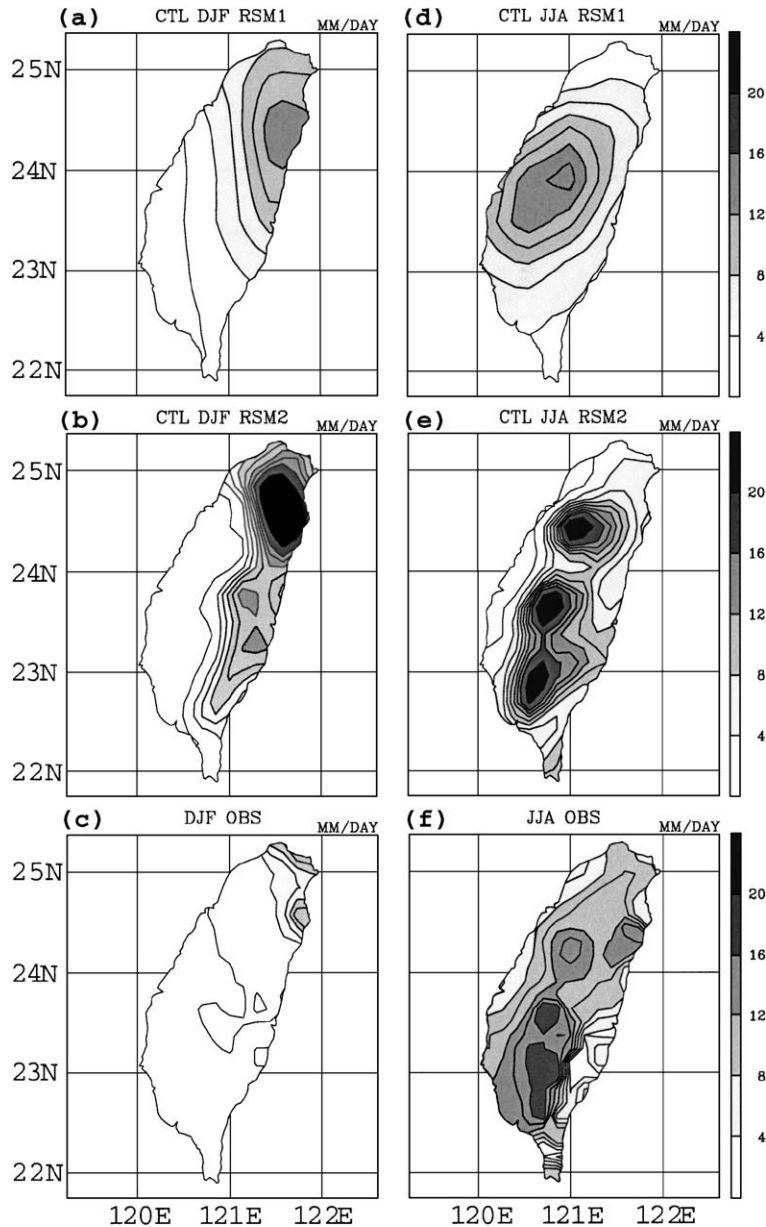 (a) CTL DJF RSM1 MM/DAY
(d) CTL JJA RSM1 MM/DAY
25N
24N
23N
22N
20
16
12
8
4
(b) CTL DJF RSM2 MM/DAY
(e) CTL JJA RSM2 MM/DAY
25N
24N
23N
22N
20
16
12
8
4
(c) DJF OBS MM/DAY
(f) JJA OBS MM/DAY
25N
24N
23N
22N
20
16
12
8
4
120E 121E 122E
120E 121E 122E